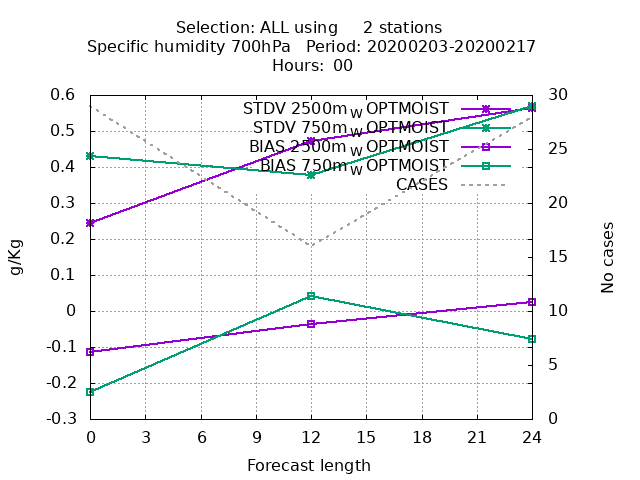 Selection: ALL using     2 stations
Specific humidity 700hPa   Period: 20200203-20200217
Hours:  00
0.6
0.5
0.4
0.3
0.2
0.1
0
-0.1
-0.2
-0.3
g/Kg
STDV 2500m w OPTMOIST
STDV 750m w OPTMOIST
BIAS 2500m w OPTMOIST
BIAS 750m w OPTMOIST
CASES
30
25
20
15
10
5
0
No cases
0 3 6 9 12 15 18 21 24
Forecast length